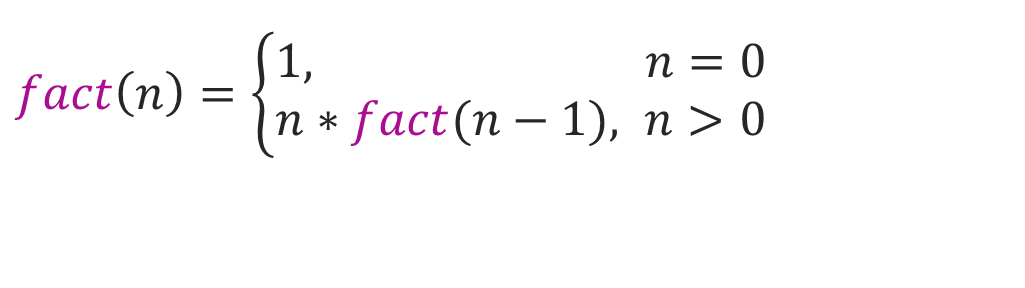 fact(n) = {1, n = 0
n * fact(n − 1), n > 0